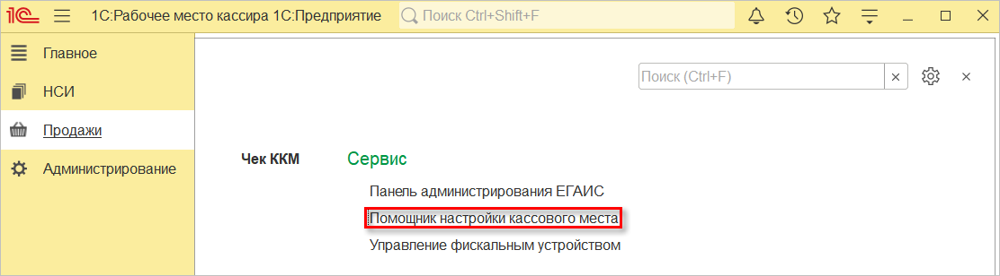 1С 1С:Рабочее место кассира 1С:Предприятие Поиск Ctrl+Shift+F
Главное
Поиск (Ctrl+F)
НСИ
Продажи
Чек ККМ Сервис
Администрирование
Панель администрирования ЕГАИС
Помощник настройки кассового места
Управление фискальным устройством